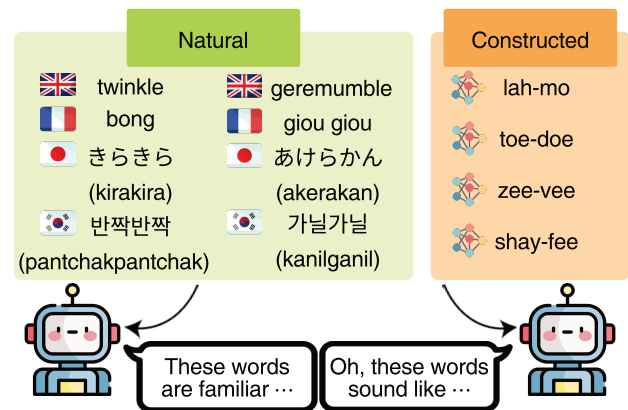 Natural
twinkle
bong
きらきら
(kirakira)
반짝반짝
(pantchakpantchak)
geremumble
giou giou
あけらかん
(akerakan)
가닐가닐
(kanilganil)
Constructed
lah-mo
toe-doe
zee-vee
shay-fee
These words
are familiar ⋯
Oh, these words
sound like ⋯